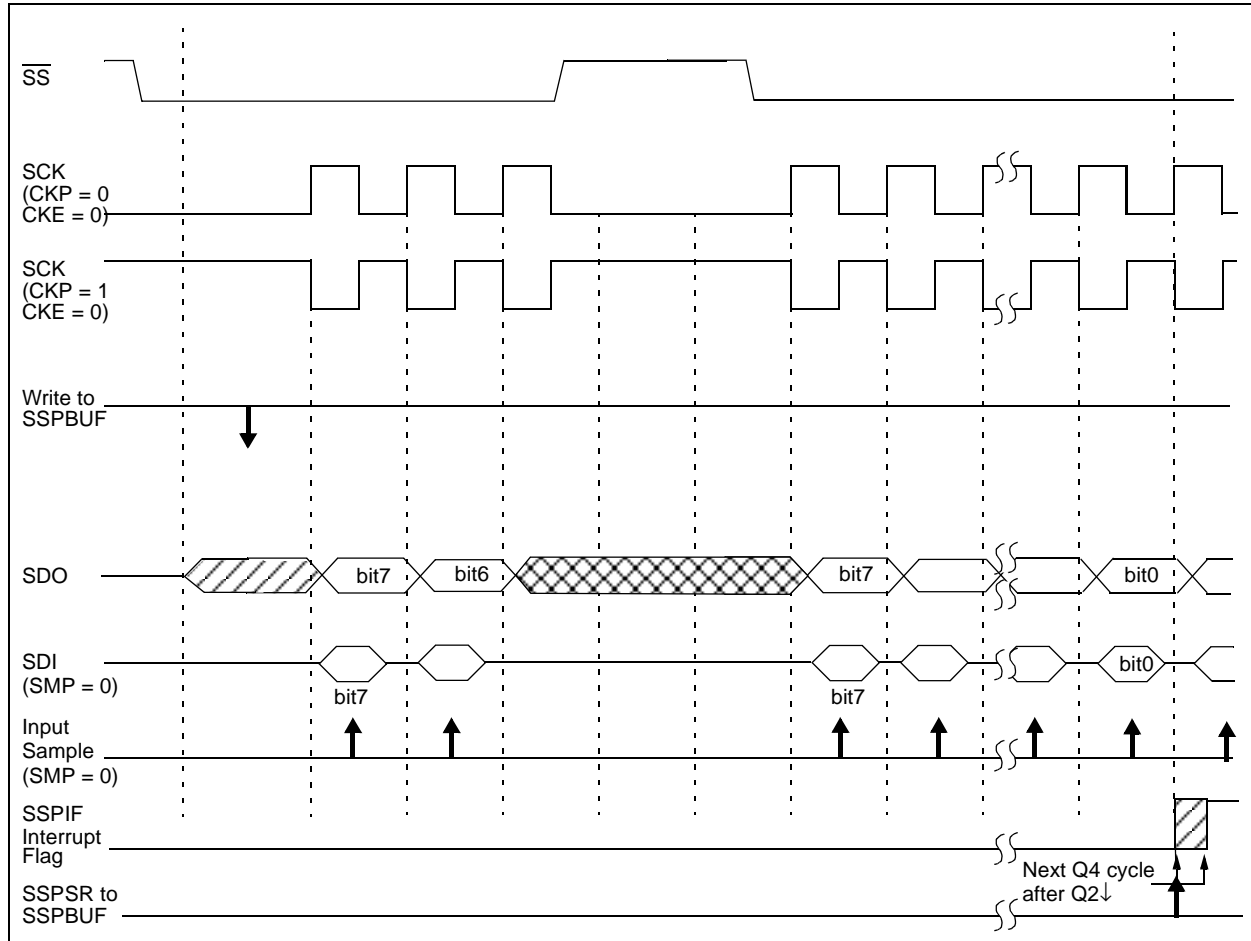 SS
SCK
(CKP = 0
CKE = 0)
SCK
(CKP = 1
CKE = 0)
Write to
SSPBUF
SDO
bit7
bit6
bit7
bit0
SDI
(SMP = 0)
bit7
bit7
bit0
Input
Sample
(SMP = 0)
SSPIF
Interrupt
Flag
Next Q4 cycle
after Q2↓
SSPSR to
SSPBUF